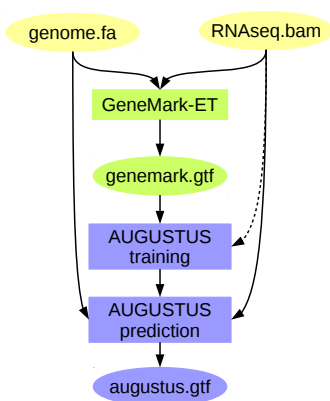 genome.fa
RNAseq.bam
GeneMark-ET
genemark.gtf
AUGUSTUS
training
AUGUSTUS
prediction
augustus.gtf